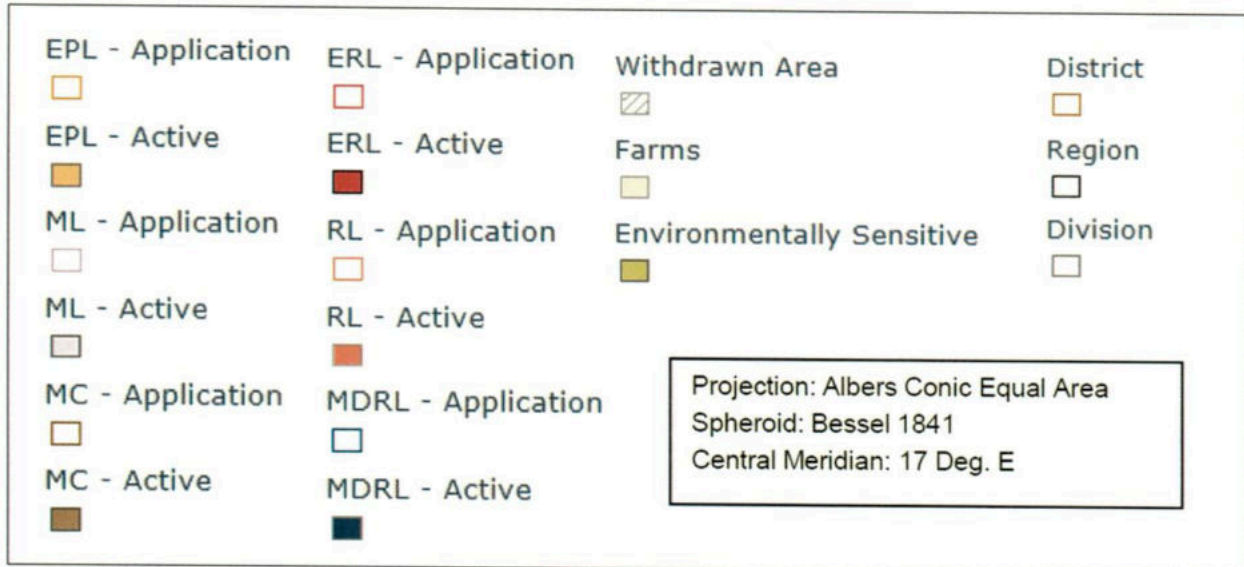 EPL - Application
EPL - Active
ML - Application
ML - Active
MC - Application
MC - Active
ERL - Application
ERL - Active
RL - Application
RL - Active
MDRL - Application
MDRL - Active
Withdrawn Area
Farms
Environmentally Sensitive
District
Region
Division
Projection: Albers Conic Equal Area
Spheroid: Bessel 1841
Central Meridian: 17 Deg. E